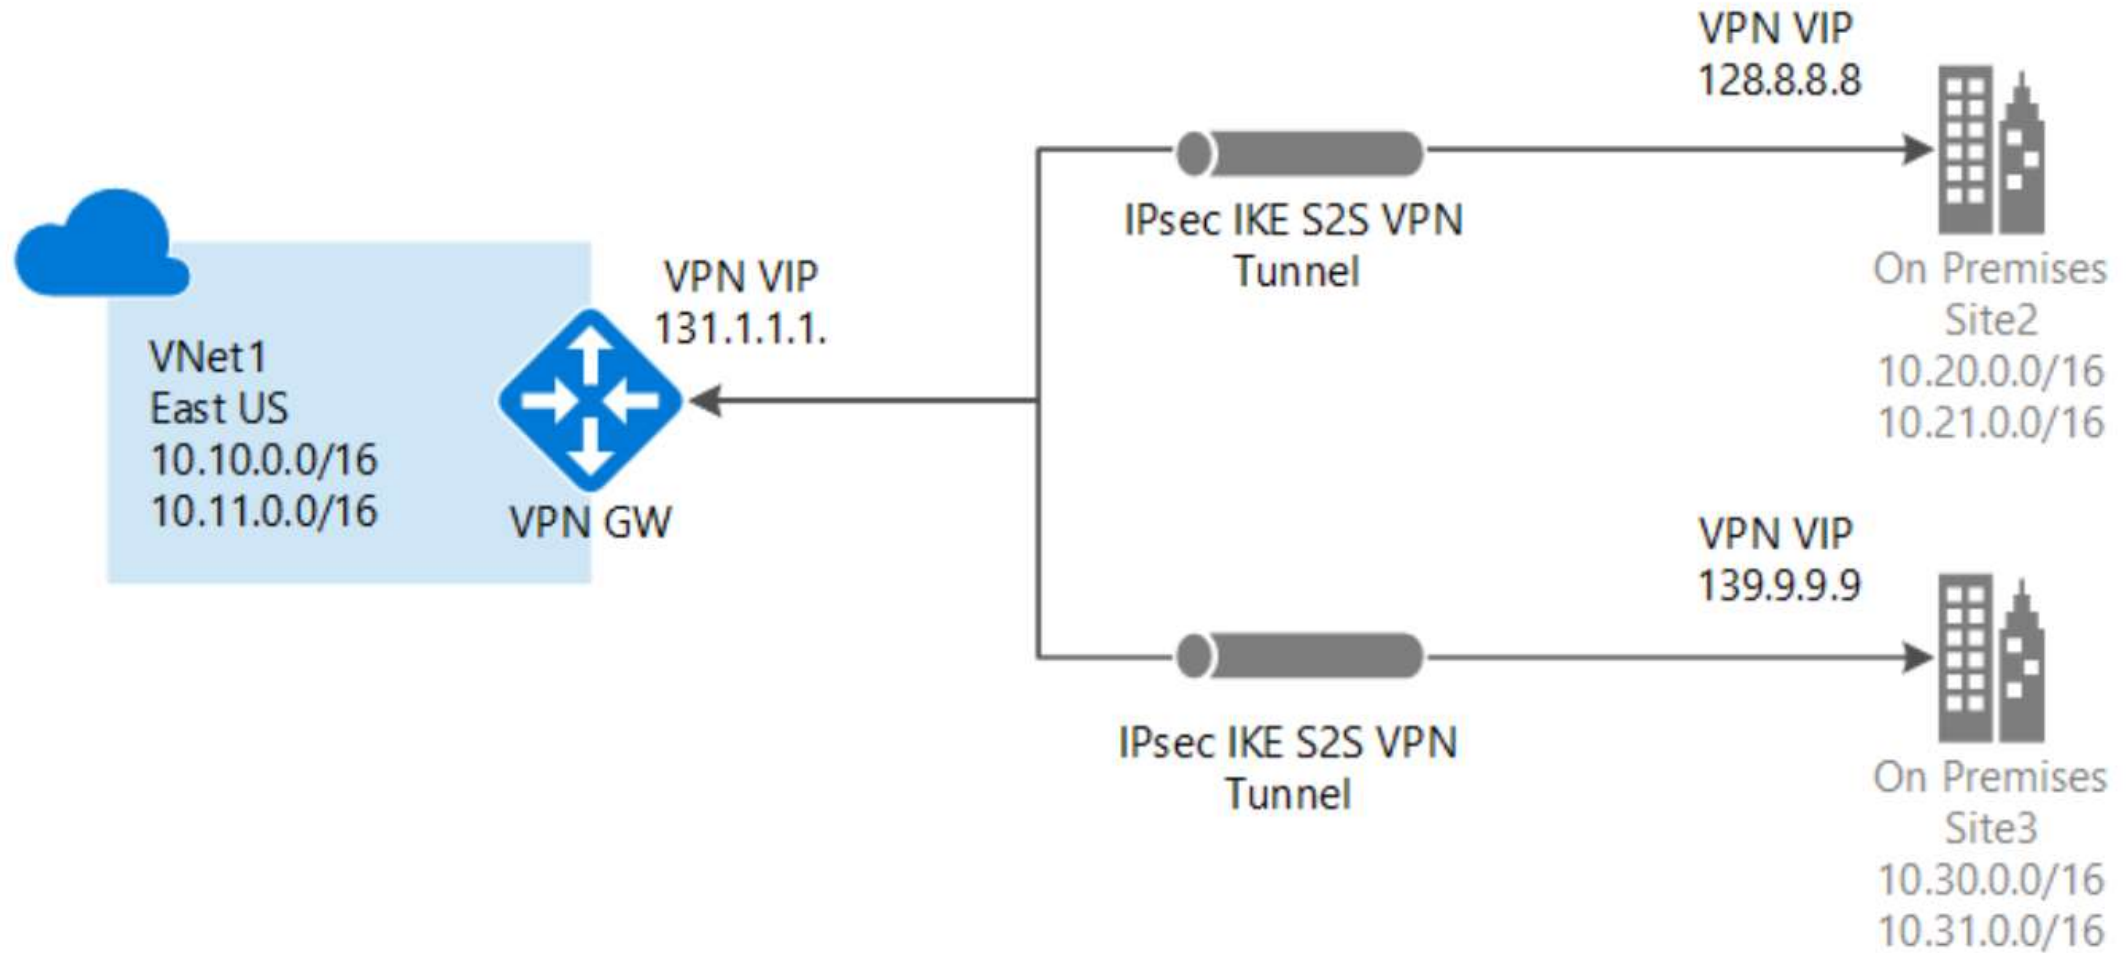 VPN VIP
128.8.8.8
IPsec IKE S2S VPN
Tunnel
On Premises
Site2
10.20.0.0/16
10.21.0.0/16
VPN VIP
131.1.1.1.
VNet1
East US
10.10.0.0/16
10.11.0.0/16
VPN GW
VPN VIP
139.9.9.9
IPsec IKE S2S VPN
Tunnel
On Premises
Site3
10.30.0.0/16
10.31.0.0/16